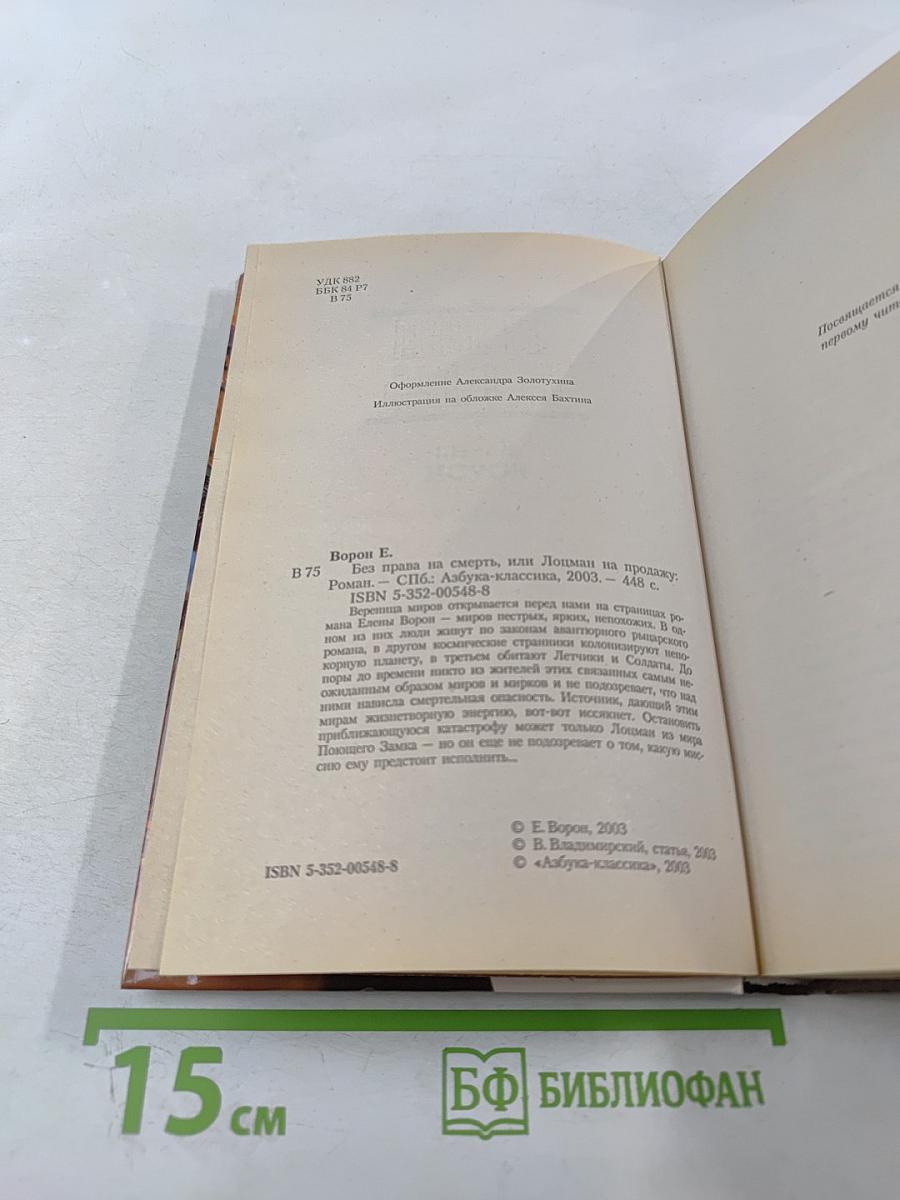 УДК 882
ББК 84 Р7
В 75
Оформление Александра Золотухина
Иллюстрация на обложке Алексея Бахтина
Ворон Е.
В 75 Без права на смерть, или Лоцман на продажу:
Роман. — СПб.: Азбука-классика, 2003. — 448 с.
ISBN 5-352-00548-8
Вереница миров открывается перед нами на страницах ро-
мана Елены Ворон — миров пестрых, ярких, непохожих. В од-
ном из них люди живут по законам авантюрного рыцарского
романа, в другом космические странники колонизируют непо-
корную планету, в третьем обитают Летчики и Солдаты. До
поры до времени никто из жителей этих связанных самым не-
ожиданным образом миров и мирков и не подозревает, что над
ними нависла смертельная опасность. Источник, дающий этим
мирам жизнетворную энергию, вот-вот иссякнет. Остановить
приближающуюся катастрофу может только Лоцман из мира
Поющего Замка — но он еще не подозревает о том, какую мис-
сию ему предстоит исполнить...
© Е. Ворон, 2003
© В. Владимирский, статья, 2003
ISBN 5-352-00548-8 © «Азбука-классика», 2003
Посвящается
первому чит
15 см
БФ БИБЛИОФАН